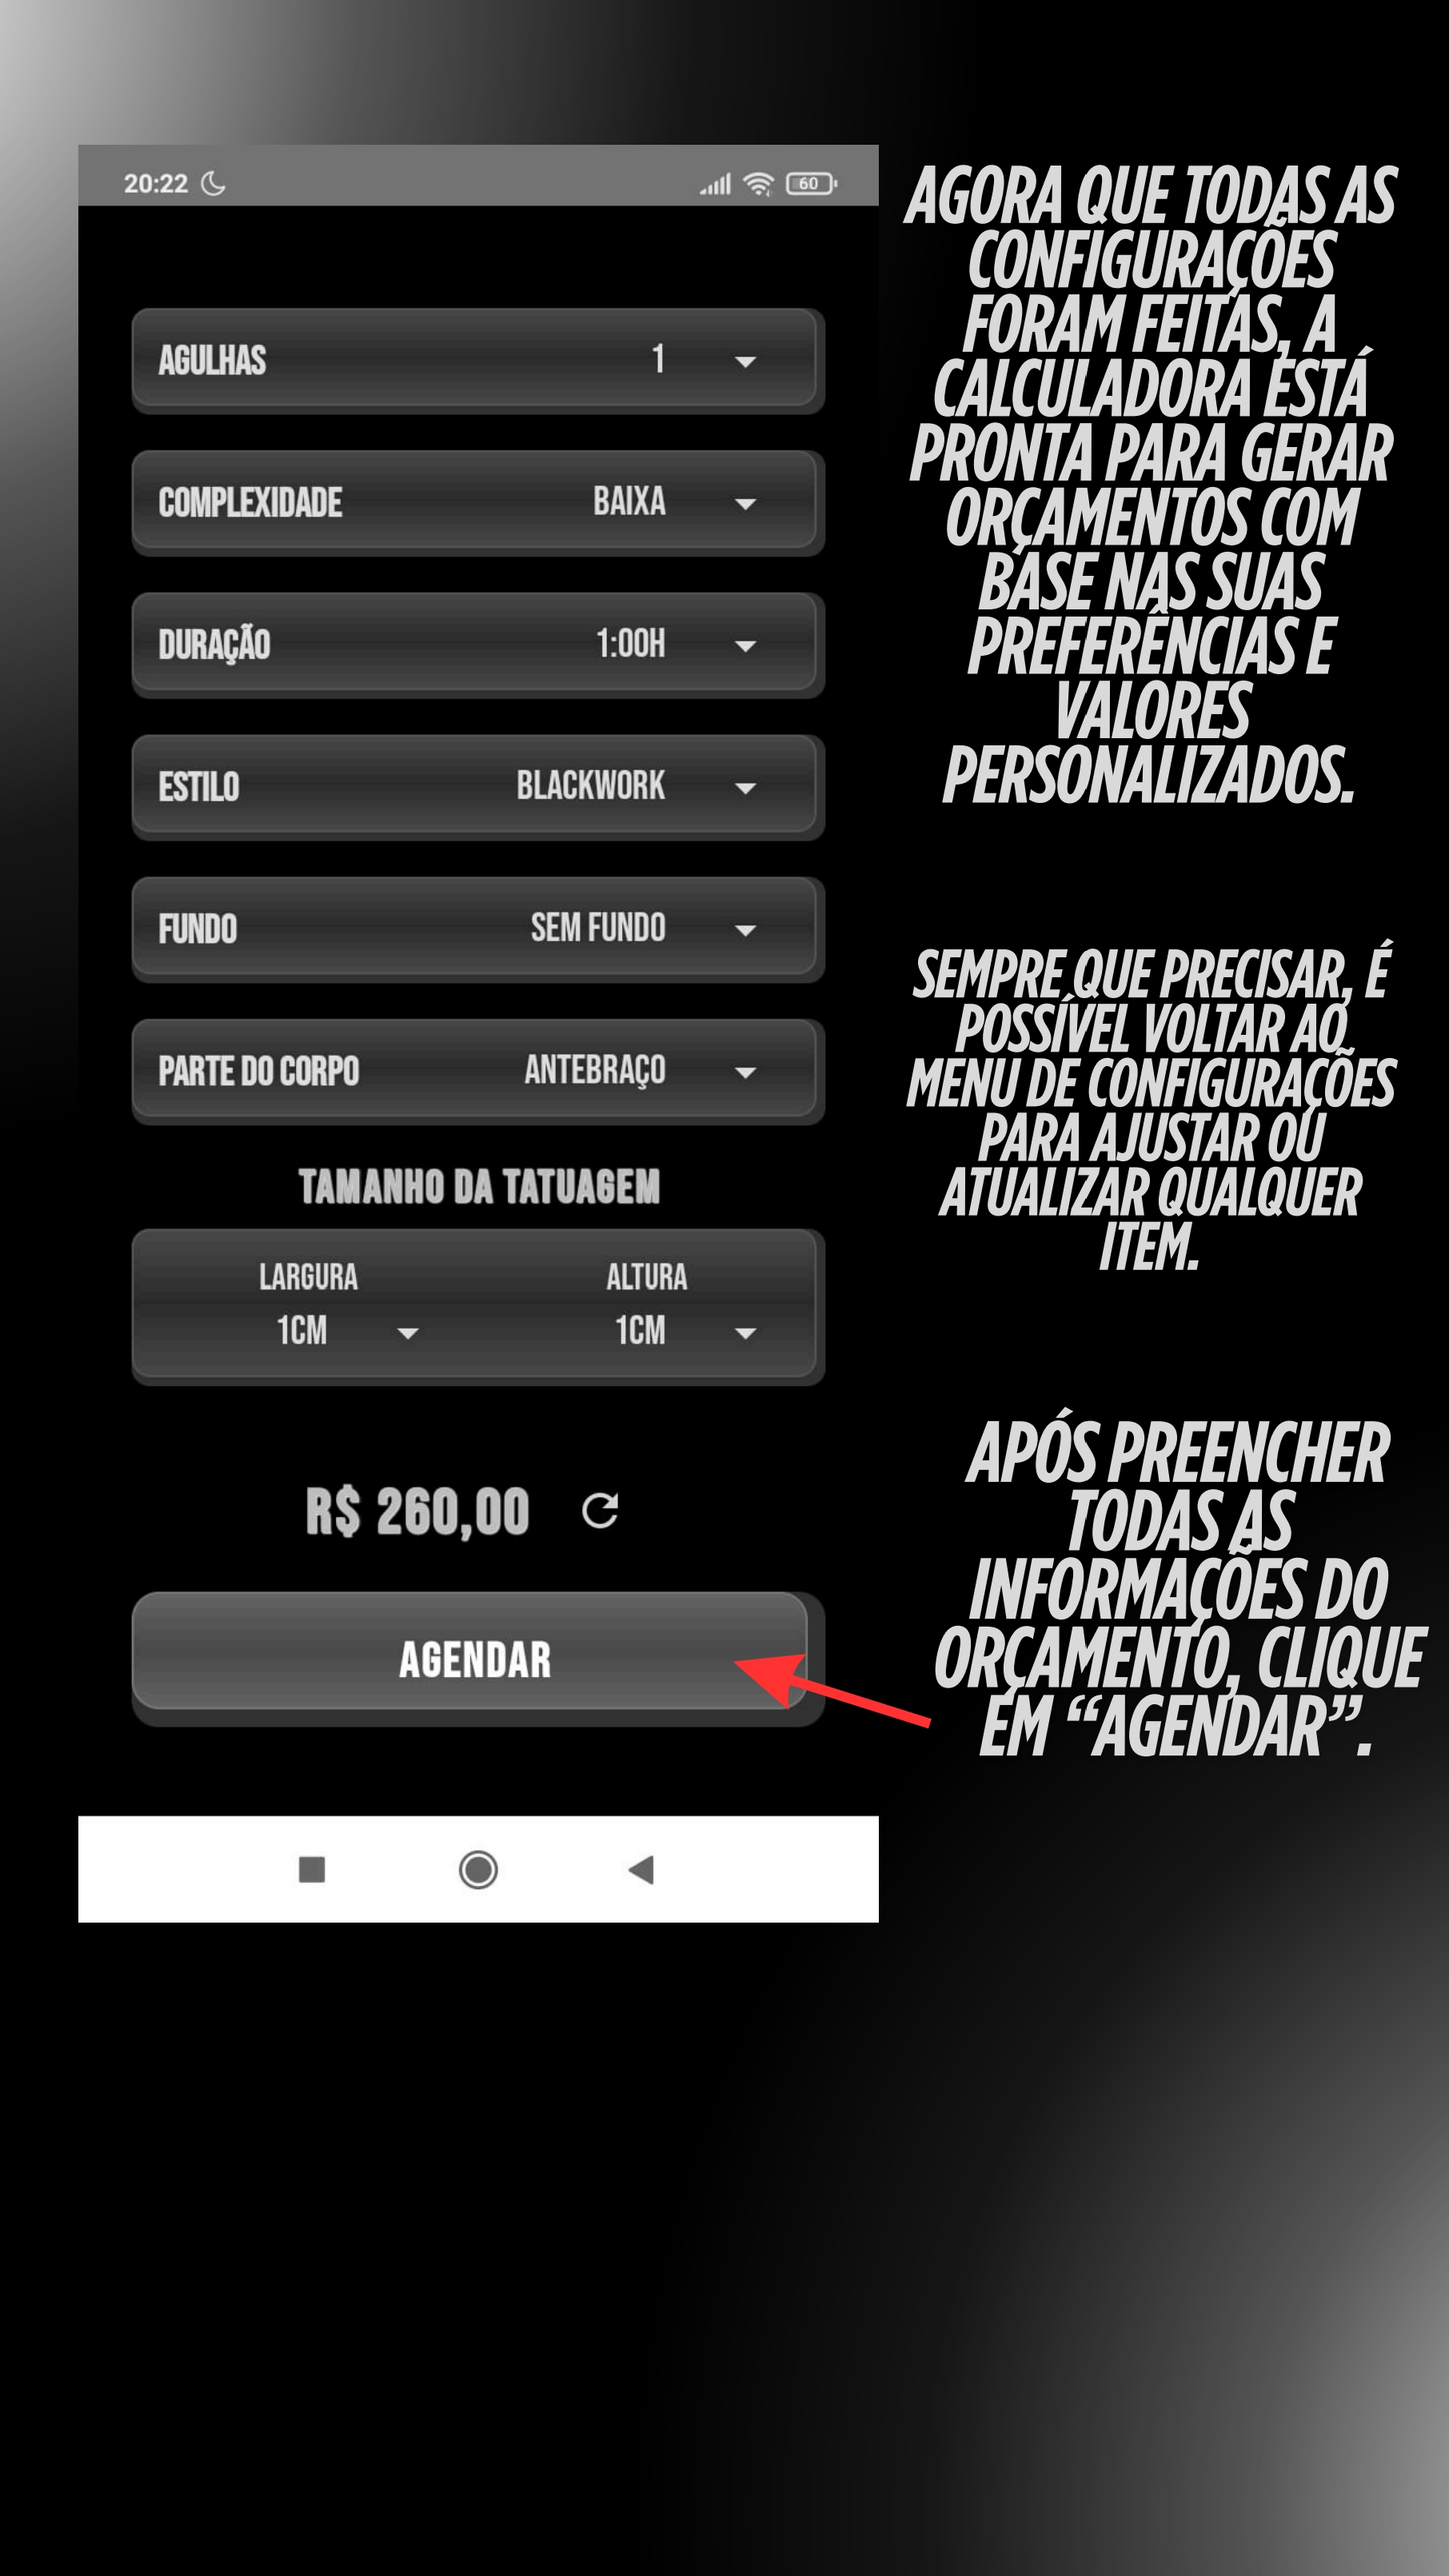 20:22
60
AGULHAS 1
COMPLEXIDADE BAIXA
DURAÇÃO 1:00H
ESTILO BLACKWORK
FUNDO SEM FUNDO
PARTE DO CORPO ANTEBRAÇO
TAMANHO DA TATUAGEM
LARGURA ALTURA
1CM 1CM
R$ 260,00
AGENDAR
AGORA QUE TODAS AS
CONFIGURAÇÕES
FORAM FEITAS, A
CALCULADORA ESTÁ
PRONTA PARA GERAR
ORÇAMENTOS COM
BASE NAS SUAS
PREFERÊNCIAS E
VALORES
PERSONALIZADOS.
SEMPRE QUE PRECISAR, É
POSSÍVEL VOLTAR AO
MENU DE CONFIGURAÇÕES
PARA AJUSTAR OU
ATUALIZAR QUALQUER
ITEM.
APÓS PREENCHER
TODAS AS
INFORMAÇÕES DO
ORÇAMENTO, CLIQUE
EM “AGENDAR”.